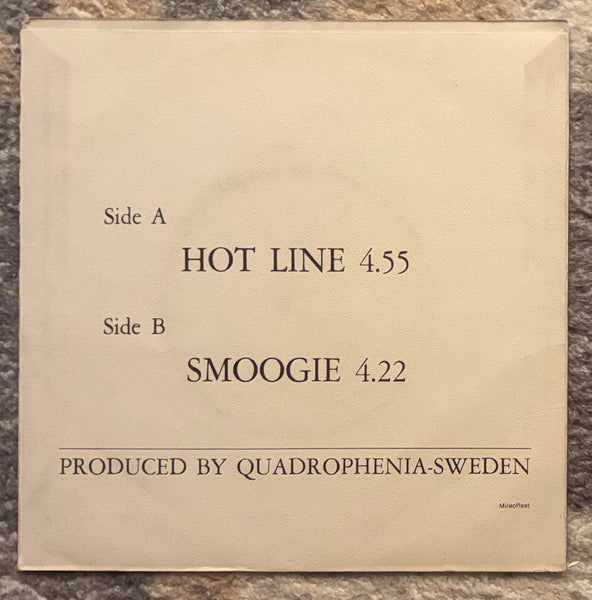 Side A
HOT LINE 4.55
Side B
SMOOGIE 4.22
PRODUCED BY QUADROPHENIA-SWEDEN
Mileoffset